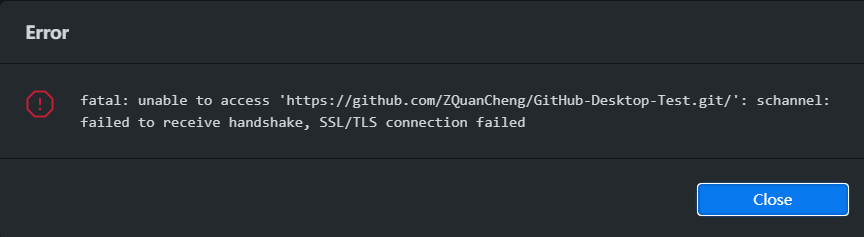 Error
fatal: unable to access 'https://github.com/ZQuanCheng/GitHub-Desktop-Test.git/': schannel:
failed to receive handshake, SSL/TLS connection failed
Close